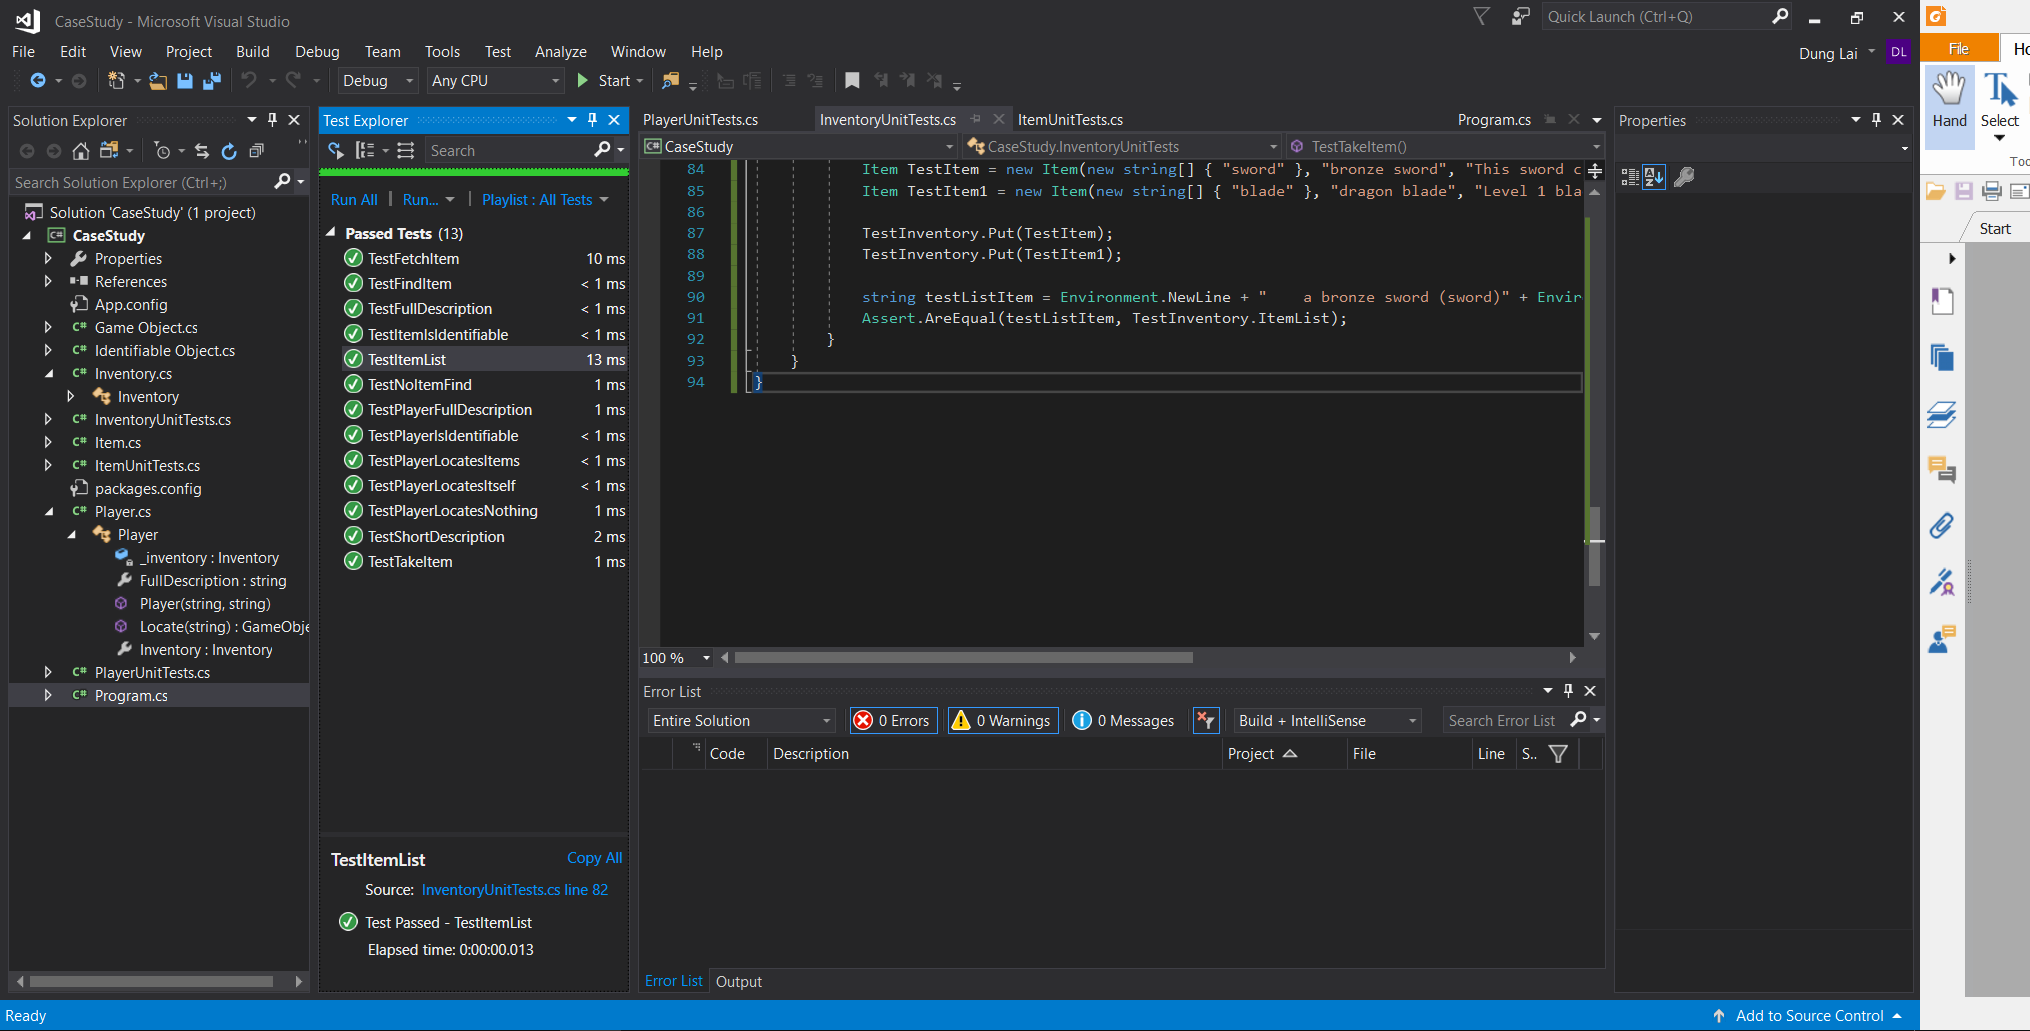 CaseStudy - Microsoft Visual Studio
Quick Launch (Ctrl+Q)
File Edit View Project Build Debug Team Tools Test Analyze Window Help
Dung Lai DL
Debug Any CPU Start
Solution Explorer
Search Solution Explorer (Ctrl+;)
Solution 'CaseStudy' (1 project)
C# CaseStudy
Properties
References
App.config
C# Game Object.cs
C# Identifiable Object.cs
C# Inventory.cs
Inventory
C# InventoryUnitTests.cs
C# Item.cs
C# ItemUnitTests.cs
packages.config
C# Player.cs
Player
_inventory : Inventory
FullDescription : string
Player(string, string)
Locate(string) : GameObje
Inventory : Inventory
C# PlayerUnitTests.cs
C# Program.cs
Test Explorer
Search
Run All | Run... | Playlist : All Tests
Passed Tests (13)
TestFetchItem 10 ms
TestFindItem < 1 ms
TestFullDescription < 1 ms
TestItemIsIdentifiable < 1 ms
TestItemList 13 ms
TestNoItemFind 1 ms
TestPlayerFullDescription 1 ms
TestPlayerIsIdentifiable < 1 ms
TestPlayerLocatesItems < 1 ms
TestPlayerLocatesItself < 1 ms
TestPlayerLocatesNothing 1 ms
TestShortDescription 2 ms
TestTakeItem 1 ms
TestItemList Copy All
Source: InventoryUnitTests.cs line 82
Test Passed - TestItemList
Elapsed time: 0:00:00.013
PlayerUnitTests.cs InventoryUnitTests.cs ItemUnitTests.cs Program.cs
C# CaseStudy CaseStudy.InventoryUnitTests TestTakeItem()
84 Item TestItem = new Item(new string[] { "sword" }, "bronze sword", "This sword c
85 Item TestItem1 = new Item(new string[] { "blade" }, "dragon blade", "Level 1 bla
86
87 TestInventory.Put(TestItem);
88 TestInventory.Put(TestItem1);
89
90 string testListItem = Environment.NewLine + "    a bronze sword (sword)" + Envir
91 Assert.AreEqual(testListItem, TestInventory.ItemList);
92 }
93 }
94 }
100 %
Error List
Entire Solution 0 Errors 0 Warnings 0 Messages Build + IntelliSense Search Error List
Code Description Project File Line S..
Error List Output
Properties
File Ho
Hand Select
Too
Start
Ready
Add to Source Control